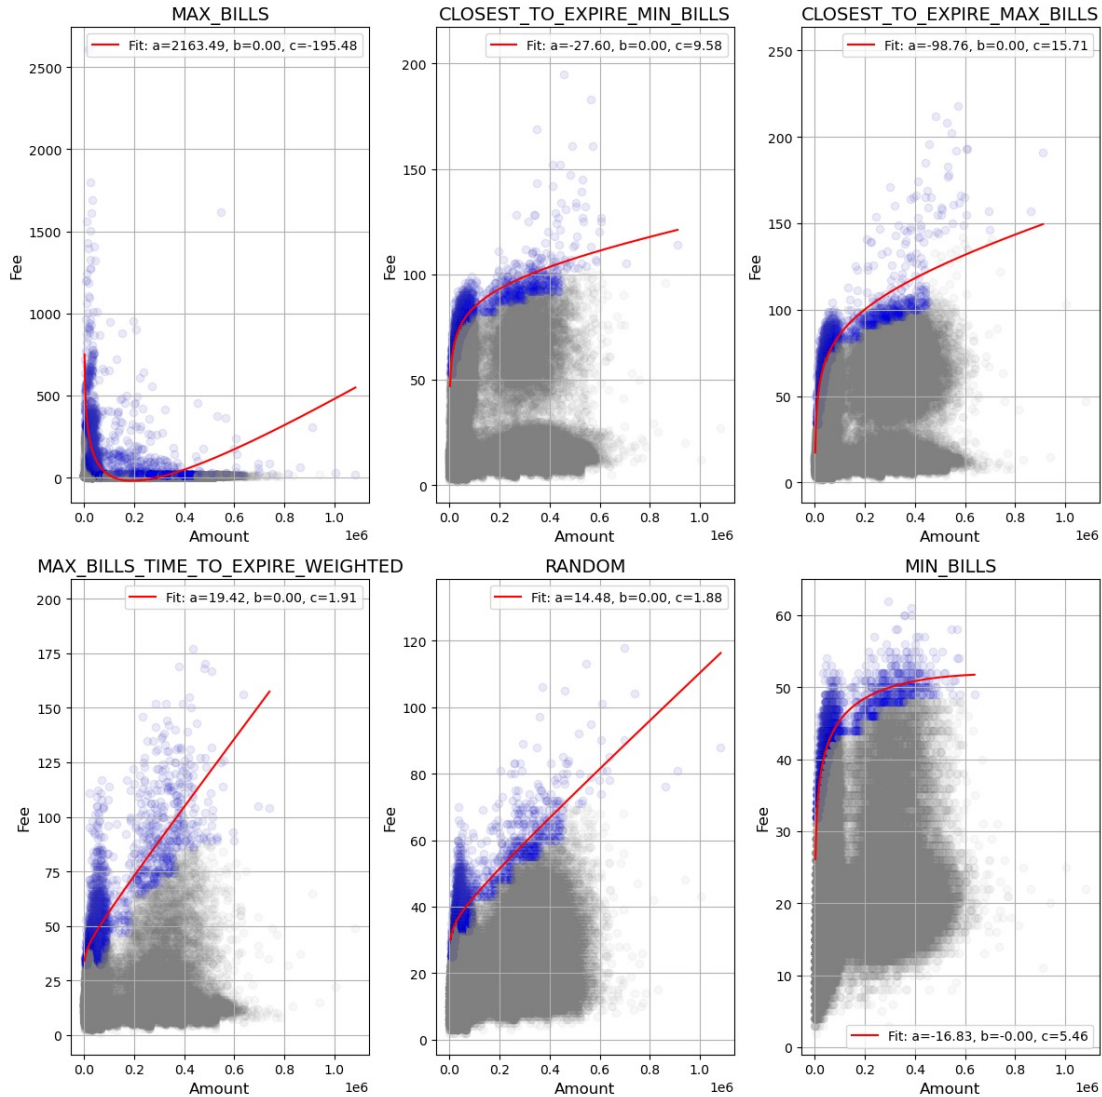 MAX_BILLS
Fit: a=2163.49, b=0.00, c=-195.48
2500
2000
1500
1000
500
0
Fee
0.0 0.2 0.4 0.6 0.8 1.0
Amount
1e6
CLOSEST_TO_EXPIRE_MIN_BILLS
Fit: a=-27.60, b=0.00, c=9.58
200
150
100
50
0
Fee
0.0 0.2 0.4 0.6 0.8 1.0
Amount
1e6
CLOSEST_TO_EXPIRE_MAX_BILLS
Fit: a=-98.76, b=0.00, c=15.71
250
200
150
100
50
0
Fee
0.0 0.2 0.4 0.6 0.8 1.0
Amount
1e6
MAX_BILLS_TIME_TO_EXPIRE_WEIGHTED
Fit: a=19.42, b=0.00, c=1.91
200
175
150
125
100
75
50
25
0
Fee
0.0 0.2 0.4 0.6 0.8 1.0
Amount
1e6
RANDOM
Fit: a=14.48, b=0.00, c=1.88
120
100
80
60
40
20
0
Fee
0.0 0.2 0.4 0.6 0.8 1.0
Amount
1e6
MIN_BILLS
60
50
40
30
20
10
0
Fee
Fit: a=-16.83, b=-0.00, c=5.46
0.0 0.2 0.4 0.6 0.8 1.0
Amount
1e6